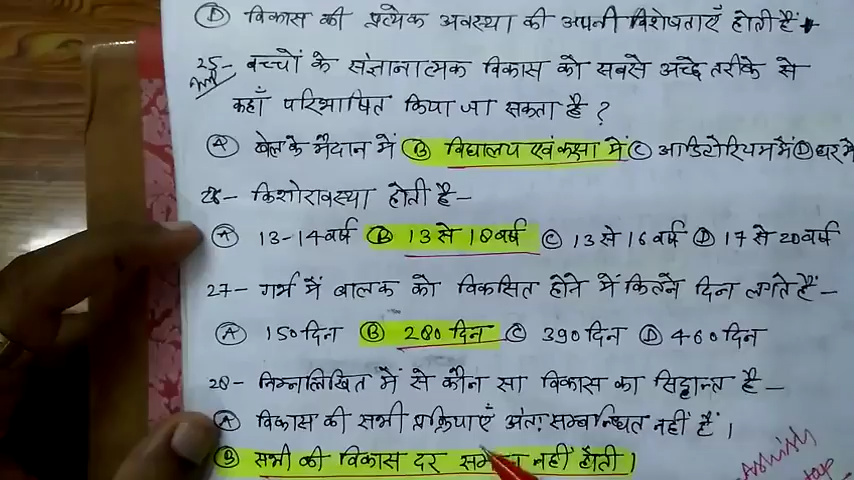 Ⓓ विकास की प्रत्येक अवस्था की अपनी विशेषताएँ होती हैं
25- बच्चों के संज्ञानात्मक विकास को सबसे अच्छे तरीके से
कहाँ परिभाषित किया जा सकता है ?
Ⓐ खेल के मैदान में Ⓑ विद्यालय एवं कक्षा में Ⓒ आडिटोरियम में Ⓓ घर में
26- किशोरावस्था होती है-
Ⓐ 13-14 वर्ष Ⓑ 13 से 18 वर्ष Ⓒ 13 से 16 वर्ष Ⓓ 17 से 20 वर्ष
27- गर्भ में बालक को विकसित होने में कितने दिन लगते हैं-
Ⓐ 150 दिन Ⓑ 280 दिन Ⓒ 390 दिन Ⓓ 460 दिन
28- निम्नलिखित में से कौन सा विकास का सिद्वान्त है-
Ⓐ विकास की सभी प्रक्रियाएँ अंतः सम्बन्धित नहीं हैं।
Ⓑ सभी की विकास दर नहीं होती।
Ashish